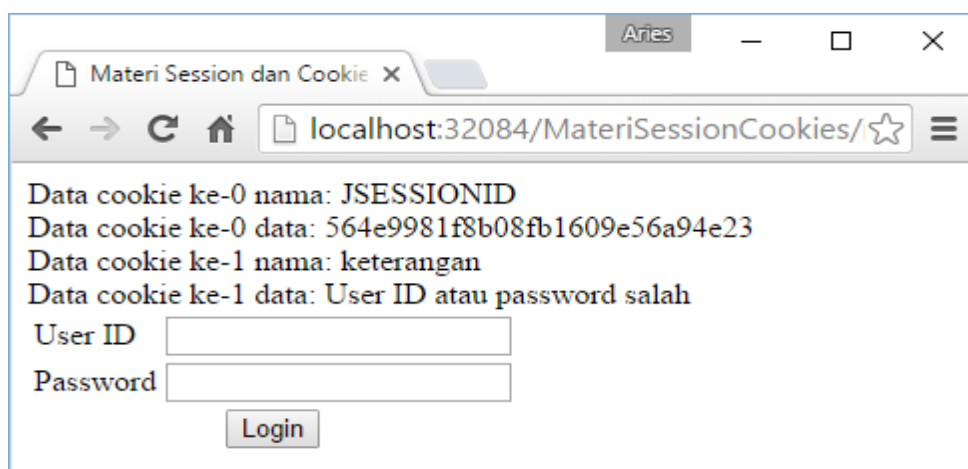 Aries
Materi Session dan Cookie
localhost:32084/MateriSessionCookies/
Data cookie ke-0 nama: JSESSIONID
Data cookie ke-0 data: 564e9981f8b08fb1609e56a94e23
Data cookie ke-1 nama: keterangan
Data cookie ke-1 data: User ID atau password salah
User ID
Password
Login